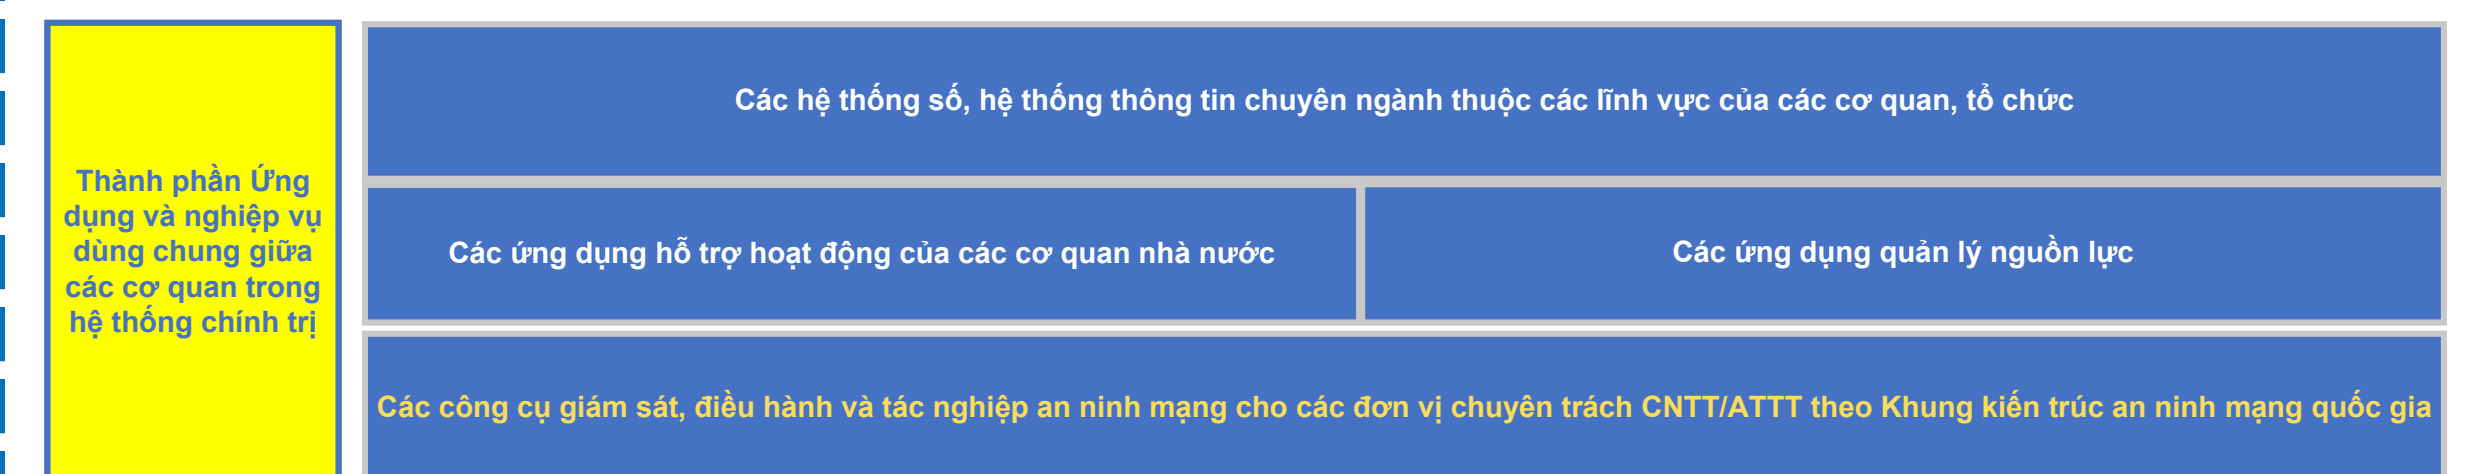 Thành phần Ứng
dụng và nghiệp vụ
dùng chung giữa
các cơ quan trong
hệ thống chính trị
Các hệ thống số, hệ thống thông tin chuyên ngành thuộc các lĩnh vực của các cơ quan, tổ chức
Các ứng dụng hỗ trợ hoạt động của các cơ quan nhà nước
Các ứng dụng quản lý nguồn lực
Các công cụ giám sát, điều hành và tác nghiệp an ninh mạng cho các đơn vị chuyên trách CNTT/ATTT theo Khung kiến trúc an ninh mạng quốc gia